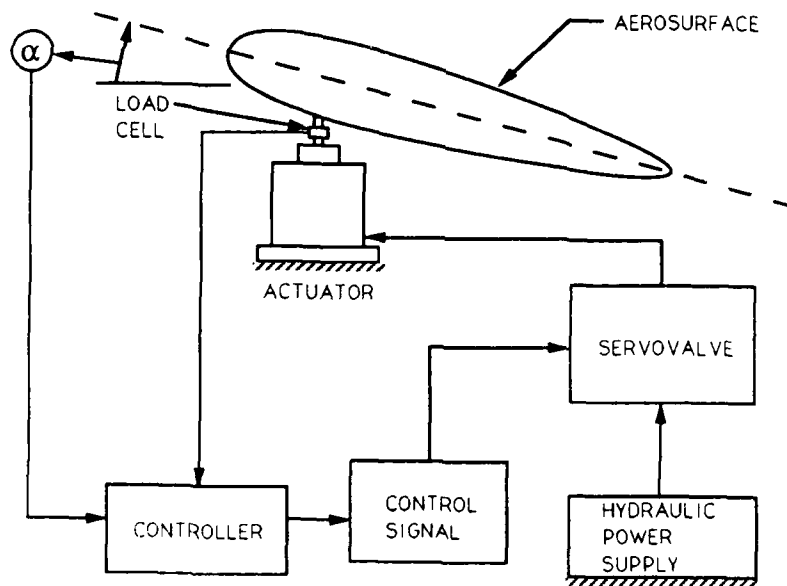 AEROSURFACE
α
LOAD
CELL
ACTUATOR
SERVOVALVE
CONTROLLER
CONTROL
SIGNAL
HYDRAULIC
POWER
SUPPLY